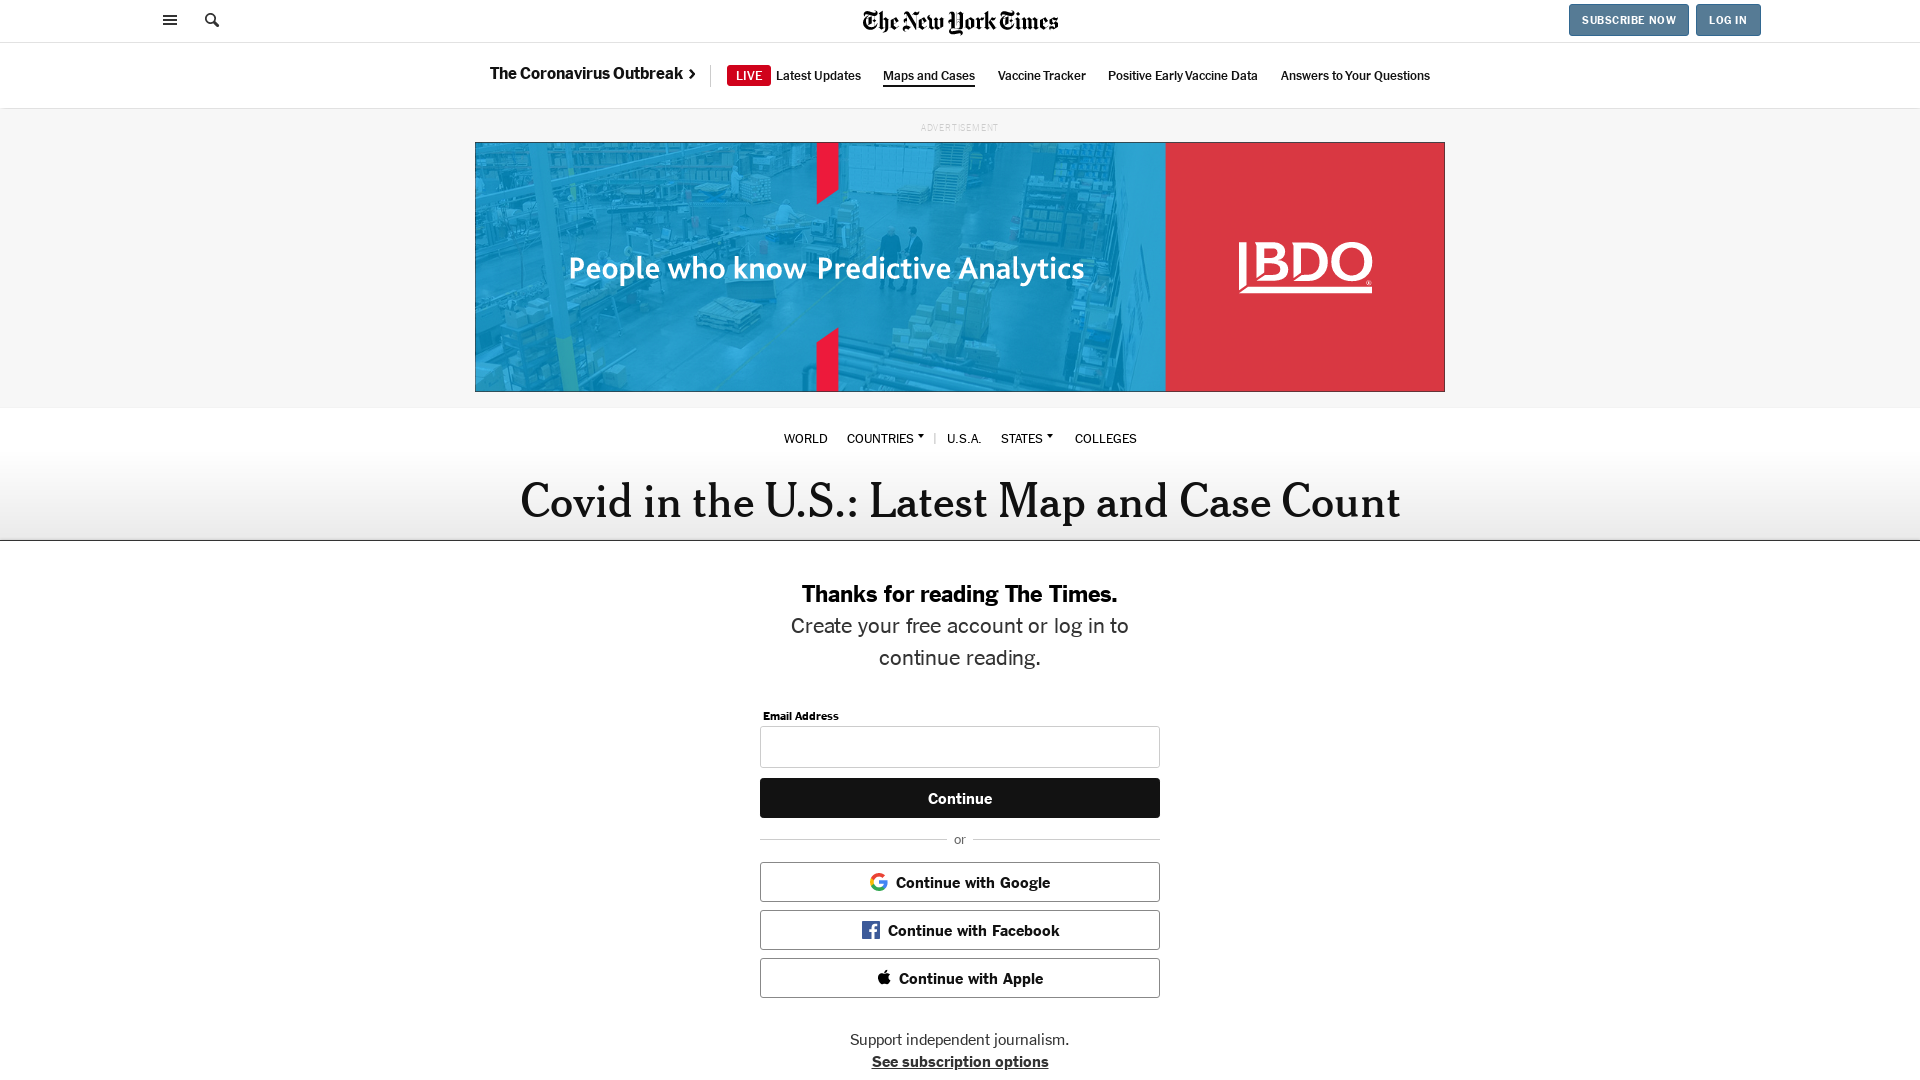 The New York Times
SUBSCRIBE NOW
LOG IN
The Coronavirus Outbreak ›
LIVE Latest Updates
Maps and Cases
Vaccine Tracker
Positive Early Vaccine Data
Answers to Your Questions
ADVERTISEMENT
People who know Predictive Analytics
BDO®
WORLD
COUNTRIES
U.S.A.
STATES
COLLEGES
Covid in the U.S.: Latest Map and Case Count
Thanks for reading The Times.
Create your free account or log in to
continue reading.
Email Address
Continue
or
Continue with Google
Continue with Facebook
Continue with Apple
Support independent journalism.
See subscription options